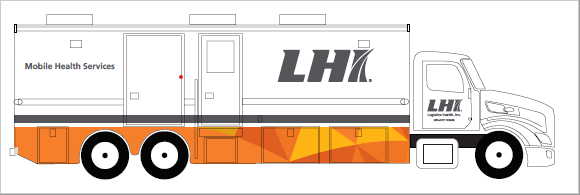 Mobile Health Services
LHI
LHI
Logistics Health, Inc.